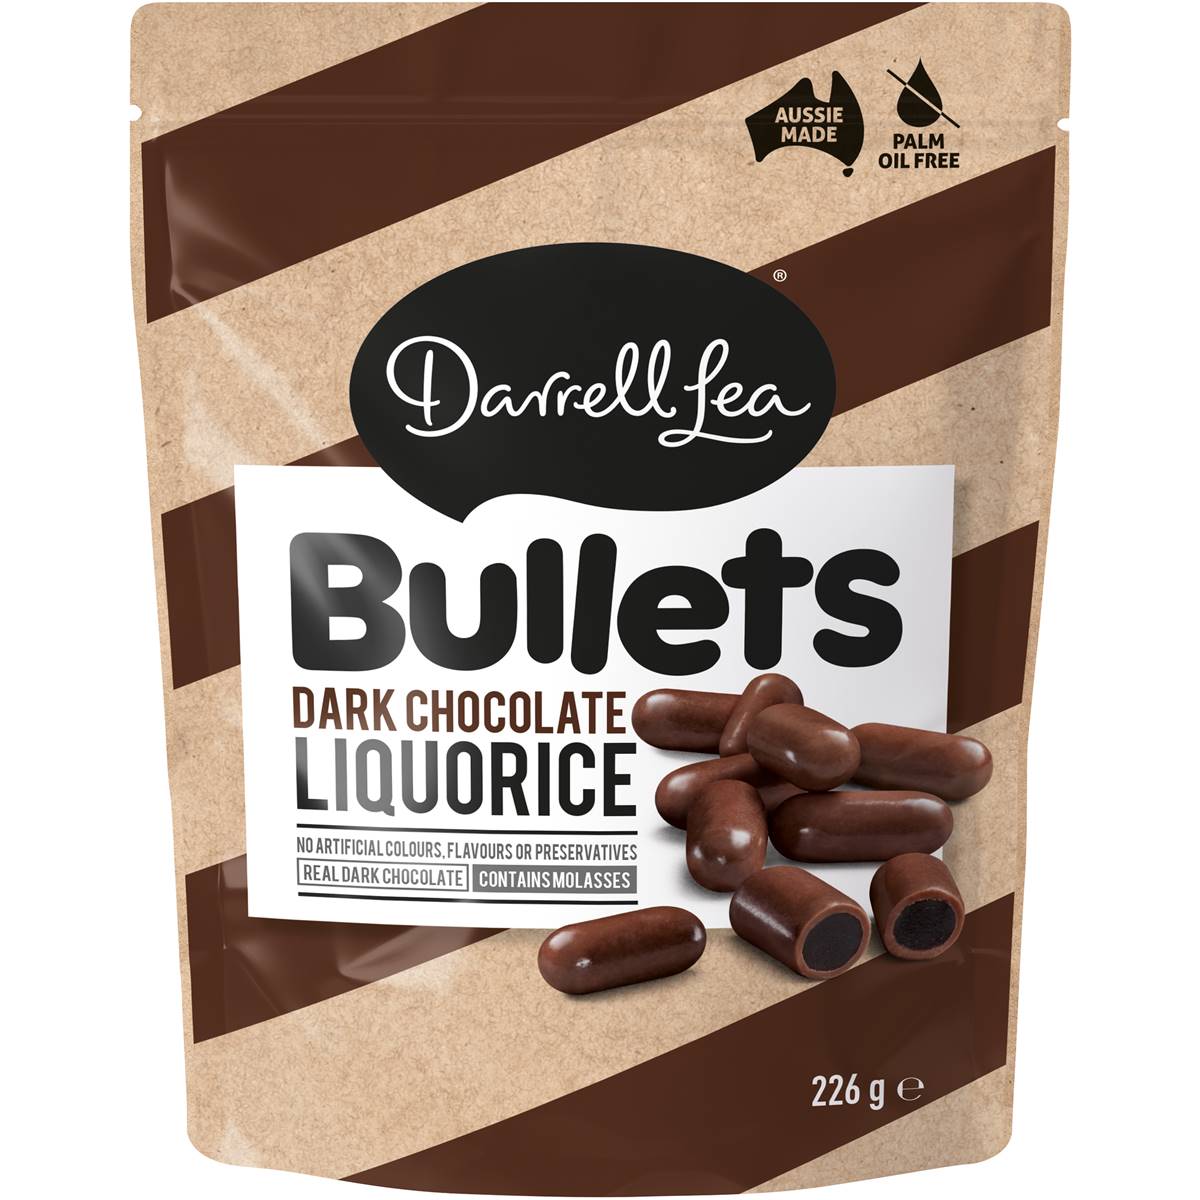 AUSSIE
MADE
PALM
OIL FREE
®
Darrell Lea
Bullets
DARK CHOCOLATE
LIQUORICE
NO ARTIFICIAL COLOURS, FLAVOURS OR PRESERVATIVES
REAL DARK CHOCOLATE CONTAINS MOLASSES
226 g ℮